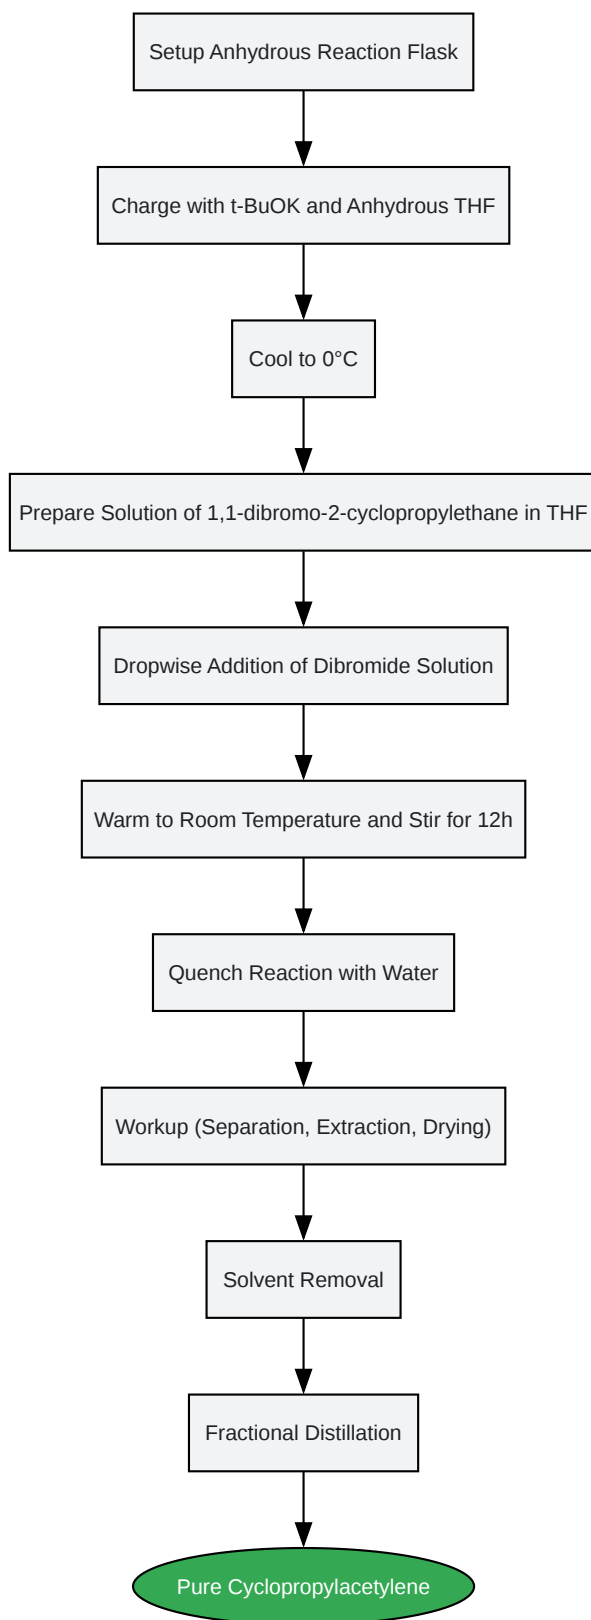 Setup Anhydrous Reaction Flask
Charge with t-BuOK and Anhydrous THF
Cool to 0°C
Prepare Solution of 1,1-dibromo-2-cyclopropylethane in THF
Dropwise Addition of Dibromide Solution
Warm to Room Temperature and Stir for 12h
Quench Reaction with Water
Workup (Separation, Extraction, Drying)
Solvent Removal
Fractional Distillation
Pure Cyclopropylacetylene